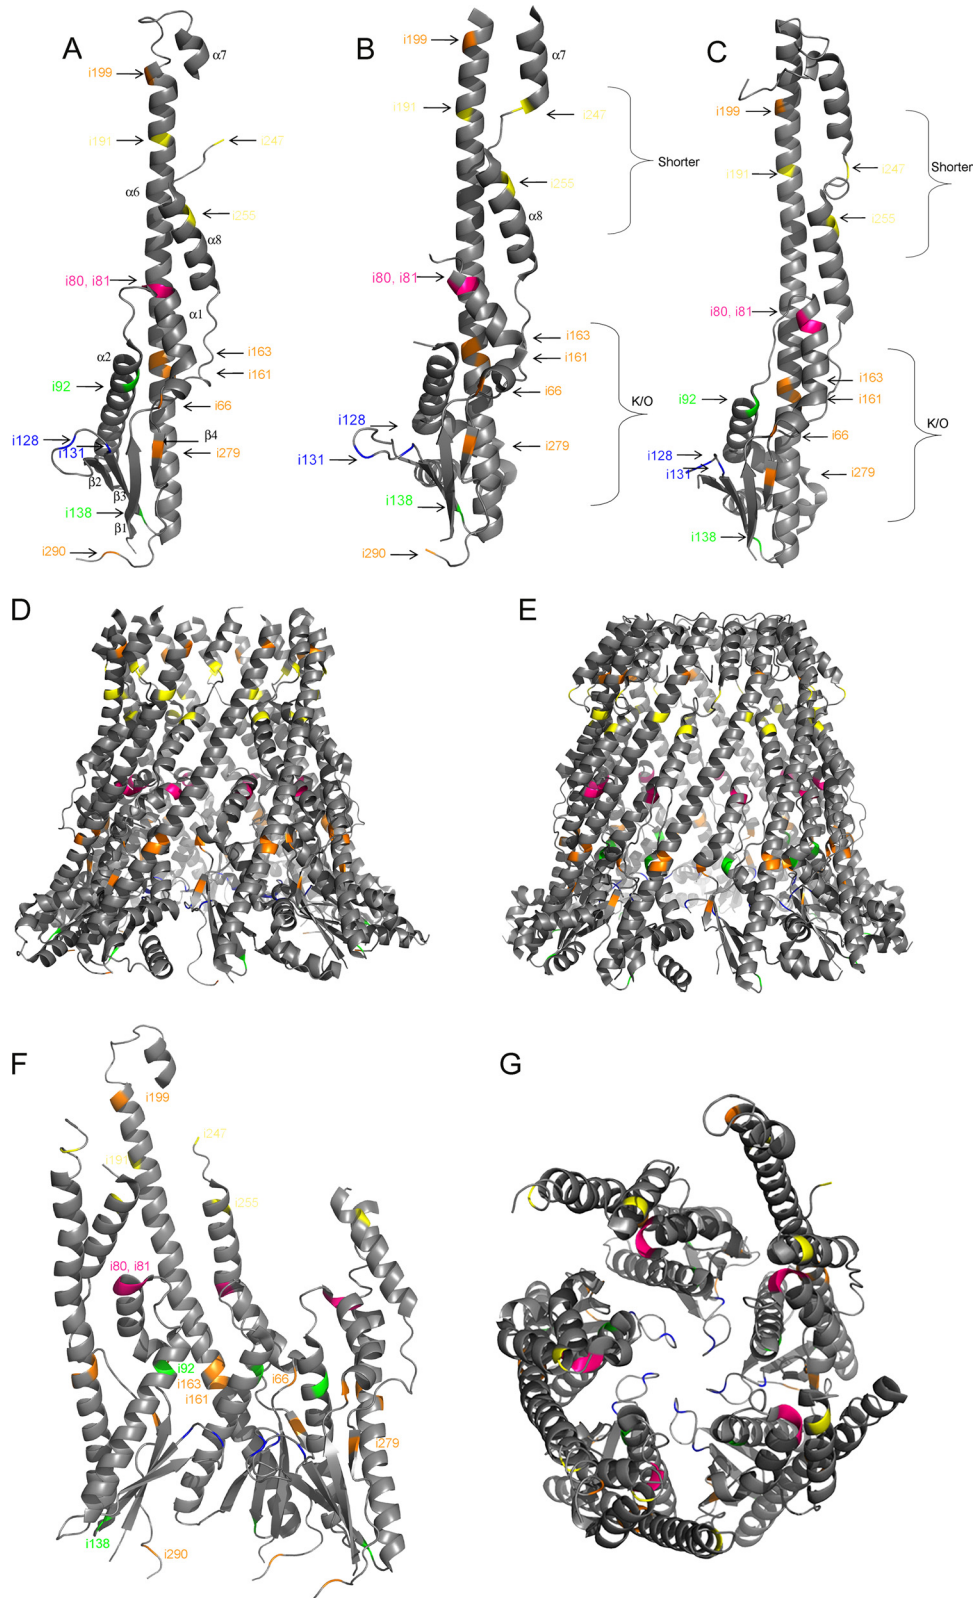 A
α7
i199
i191
i247
α6
i255
α8
i80, i81
α1
α2
i163
i92
i161
i66
i128
i131
β4
i279
β2
β3
i138
β1
i290
B
i199
α7
i191
i247
Shorter
i255
α8
i80, i81
i163
i161
i66
K/O
i128
i131
i279
i138
i290
C
i199
i191
i247
Shorter
i255
i80, i81
i163
i92
i161
i66
K/O
i128
i131
i279
i138
D
E
F
i199
i247
i191
i255
i80, i81
i92
i163
i66
i161
i279
i138
i290
G